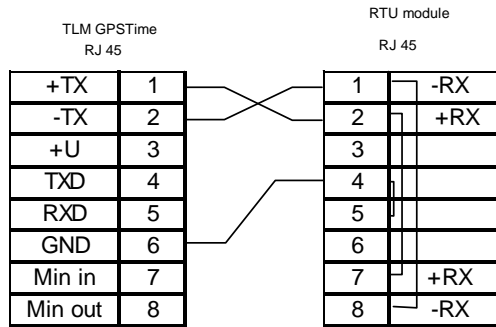 TLM GPSTime
RJ 45
RTU module
RJ 45
+TX 1 1 -RX
-TX 2 2 +RX
+U 3 3
TXD 4 4
RXD 5 5
GND 6 6
Min in 7 7 +RX
Min out 8 8 -RX